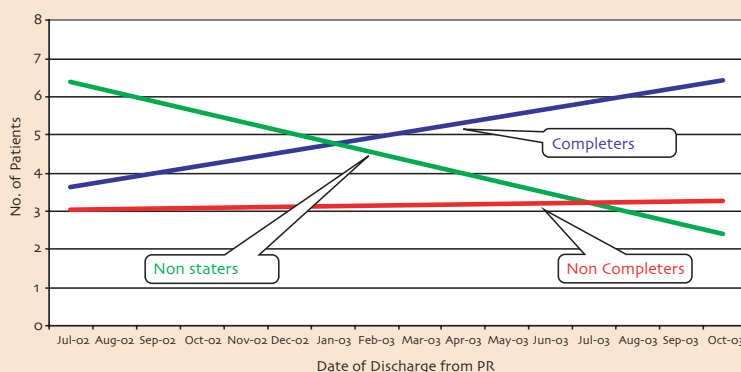 8
7
6
5
4
3
2
1
0
No. of Patients
Completers
Non staters
Non Completers
Jul-02 Aug-02 Sep-02 Oct-02 Nov-02 Dec-02 Jan-03 Feb-03 Mar-03 Apr-03 May-03 Jun-03 Jul-03 Aug-03 Sep-03 Oct-03
Date of Discharge from PR